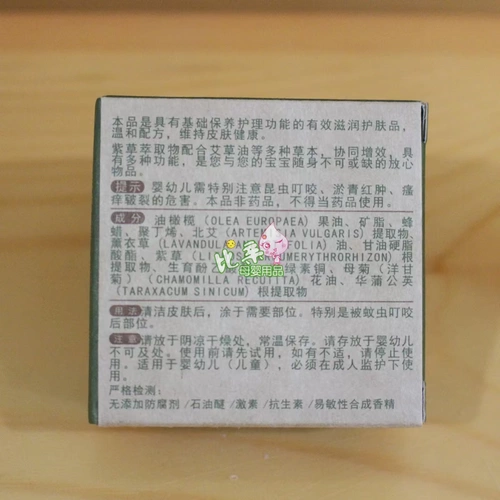 本品是具有基础保养护理功能的有效滋润护肤品，
温和配方，维持皮肤健康。
紫草萃取物配合艾草油等多种草本，协同增效，具
有多种功能，是您与您的宝宝随身不可或缺的放心
物品。
提示 婴幼儿需特别注意昆虫叮咬、淤青红肿、瘙
痒皲裂的危害。本品非药品，不得当药品使用。
成分 油橄榄（OLEA EUROPAEA）果油、矿脂、蜂
蜡、聚丁烯、北艾（ARTEMISIA VULGARIS）提取物、
薰衣草（LAVANDULA FOLIA）油、甘油硬脂
酸酯、紫草（ ERYTHRORHIZON）根
提取物、生育酚 绿素铜、母菊（洋甘
菊）（CHAMOMILLA RECUTITA）花油、华蒲公英
（TARAXACUM SINICUM）根提取物
用法 清洁皮肤后，涂于需要部位。特别是被蚊虫叮咬
后部位。
注意 请放于阴凉干燥处，常温保存。请存放于婴幼儿
不可及处。使用前请先试用，如有不适，请停止使
用。适用于婴幼儿（儿童），必须在成人监护下使
用。
严格检测：
无添加防腐剂/石油醚/激素/抗生素/易敏性合成香精
比柔
母婴用品